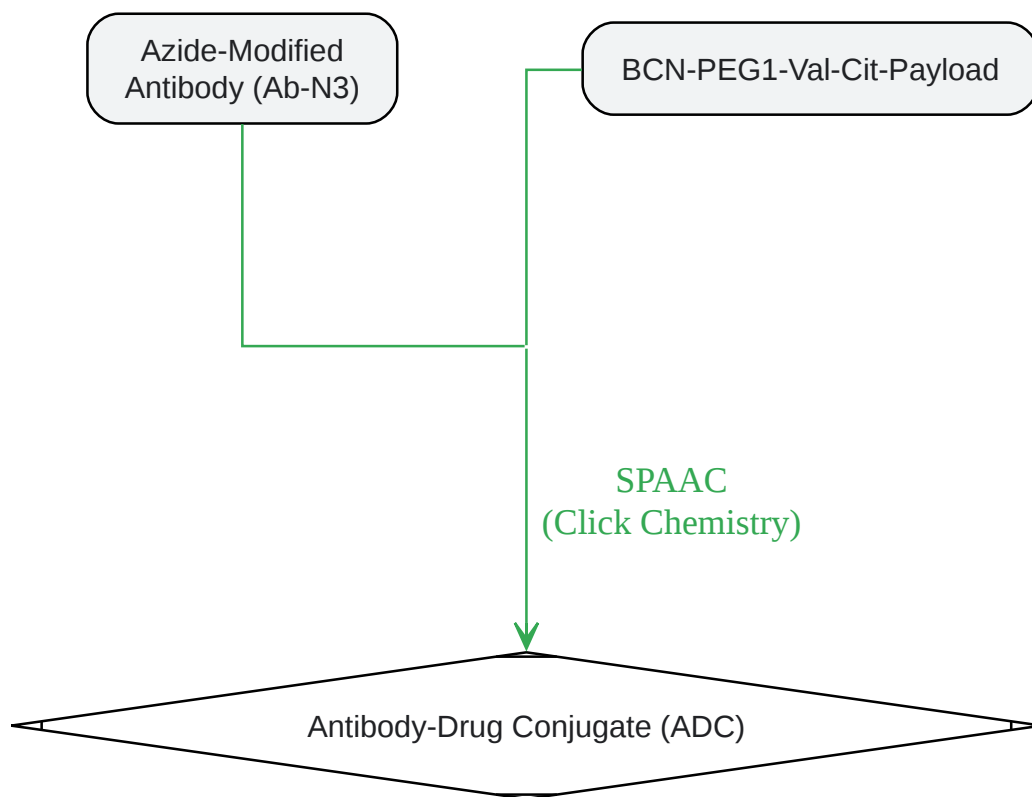 Azide-Modified
Antibody (Ab-N3)
BCN-PEG1-Val-Cit-Payload
SPAAC
(Click Chemistry)
Antibody-Drug Conjugate (ADC)